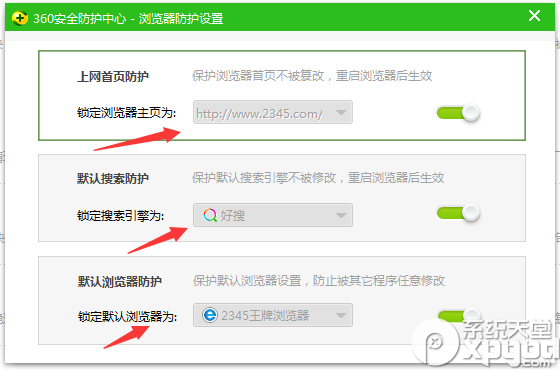 360安全防护中心 - 浏览器防护设置
上网首页防护 保护浏览器首页不被篡改，重启浏览器后生效
锁定浏览器主页为: http://www.2345.com/
默认搜索防护 保护默认搜索引擎不被修改，重启浏览器后生效
锁定搜索引擎为: 好搜
默认浏览器防护 保护默认浏览器设置，防止被其它程序任意修改
锁定默认浏览器为: 2345王牌浏览器
系统天堂